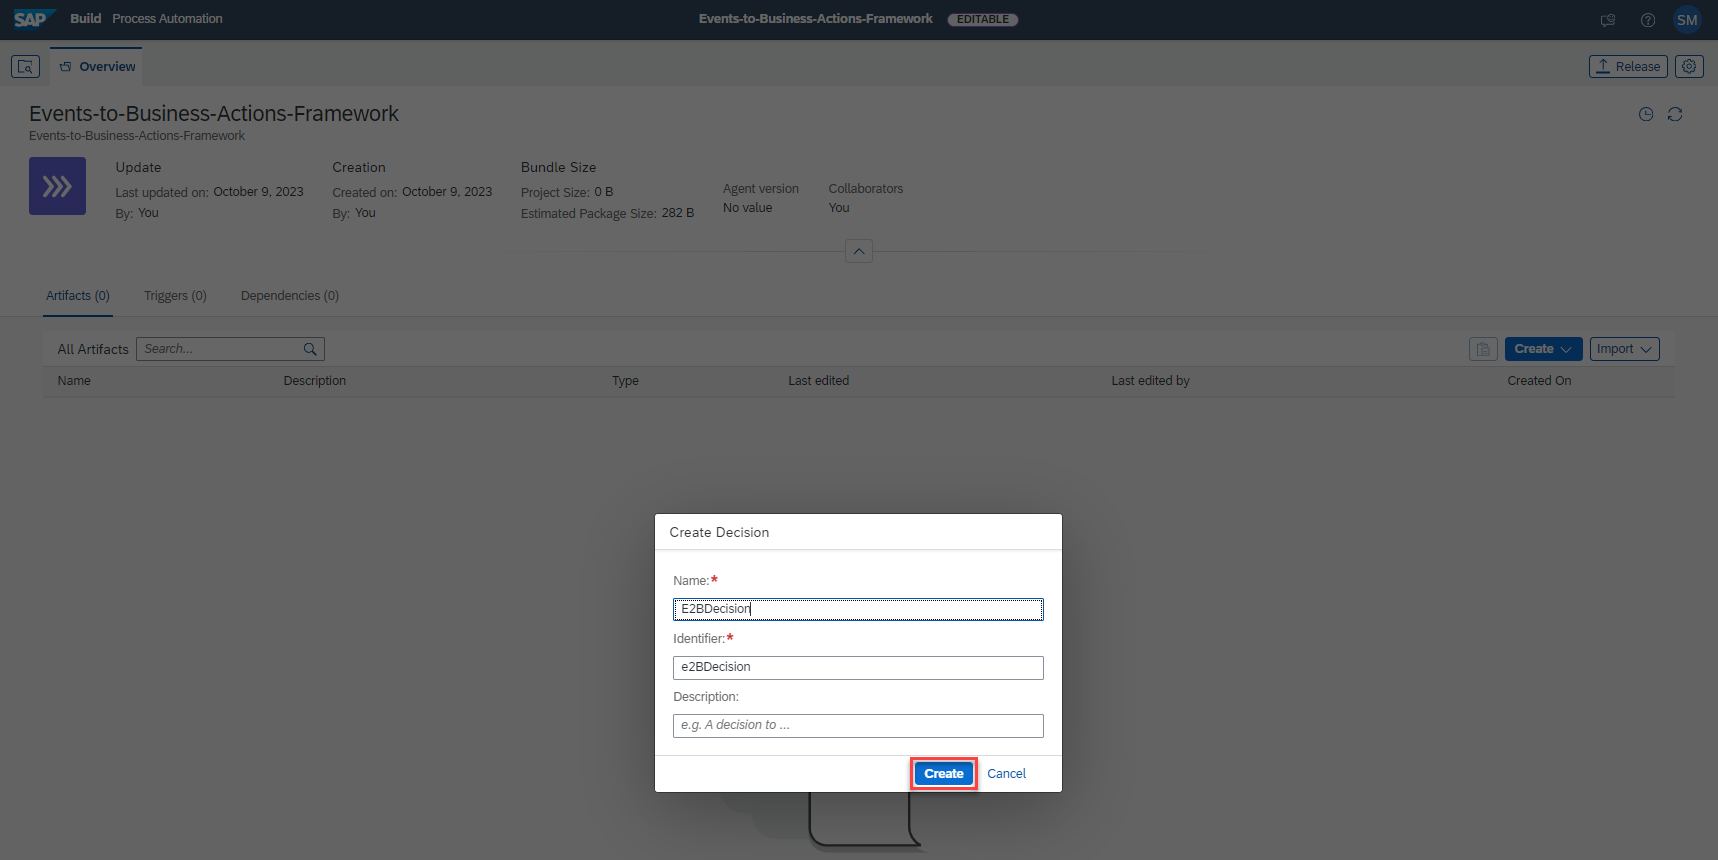 SAP Build Process Automation Events-to-Business-Actions-Framework EDITABLE SM
Overview Release
Events-to-Business-Actions-Framework
Events-to-Business-Actions-Framework
Update Creation Bundle Size
Last updated on: October 9, 2023 Created on: October 9, 2023 Project Size: 0 B Agent version Collaborators
By: You By: You Estimated Package Size: 282 B No value You
Artifacts (0) Triggers (0) Dependencies (0)
All Artifacts Search... Create Import
Name Description Type Last edited Last edited by Created On
Create Decision
Name:*
E2BDecision
Identifier:*
e2BDecision
Description:
e.g. A decision to ...
Create Cancel